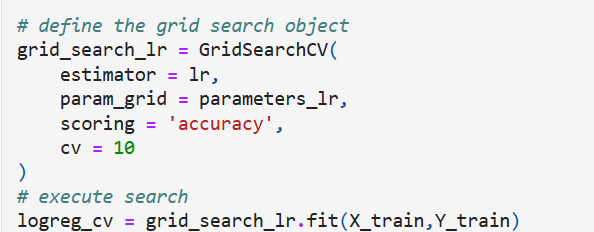 # define the grid search object
grid_search_lr = GridSearchCV(
    estimator = lr,
    param_grid = parameters_lr,
    scoring = 'accuracy',
    cv = 10
)
# execute search
logreg_cv = grid_search_lr.fit(X_train,Y_train)